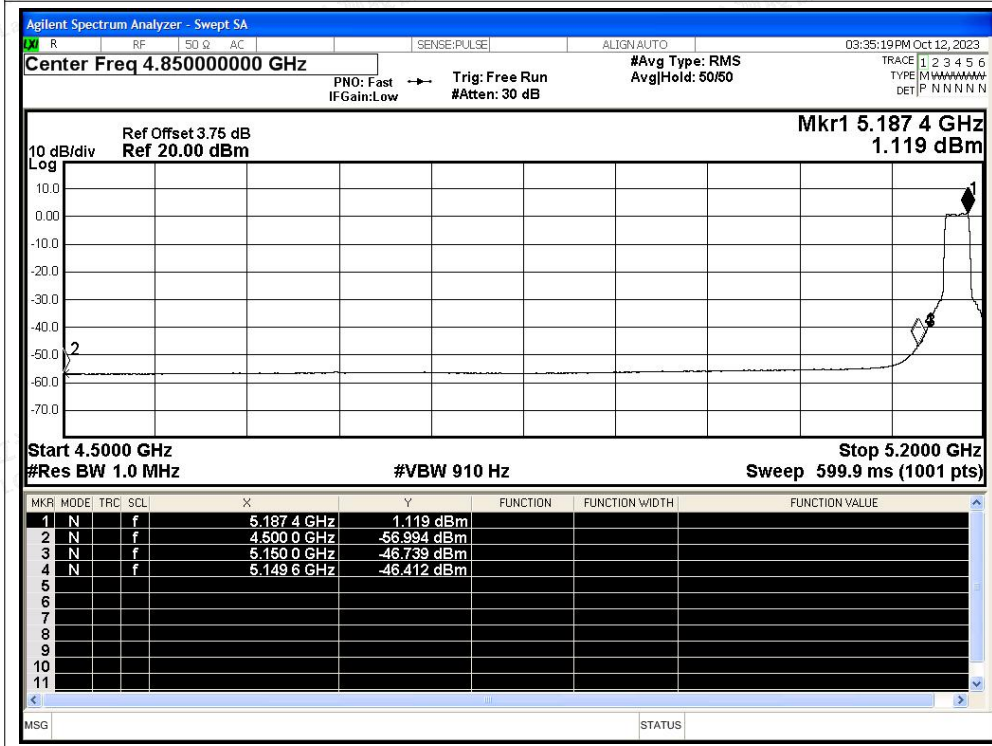 Agilent Spectrum Analyzer - Swept SA
LXI R RF 50 Ω AC SENSE:PULSE ALIGN AUTO 03:35:19 PM Oct 12, 2023
Center Freq 4.850000000 GHz
PNO: Fast
IFGain:Low
Trig: Free Run
#Atten: 30 dB
#Avg Type: RMS
Avg|Hold: 50/50
TRACE 1 2 3 4 5 6
TYPE M
DET P N N N N N
Mkr1 5.187 4 GHz
1.119 dBm
Ref Offset 3.75 dB
10 dB/div Ref 20.00 dBm
Log
10.0
0.00
-10.0
-20.0
-30.0
-40.0
-50.0
-60.0
-70.0
1
2
Start 4.5000 GHz Stop 5.2000 GHz
#Res BW 1.0 MHz #VBW 910 Hz Sweep 599.9 ms (1001 pts)
MKR MODE TRC SCL X Y FUNCTION FUNCTION WIDTH FUNCTION VALUE
1 N f 5.187 4 GHz 1.119 dBm
2 N f 4.500 0 GHz -56.994 dBm
3 N f 5.150 0 GHz -46.739 dBm
4 N f 5.149 6 GHz -46.412 dBm
5
6
7
8
9
10
11
MSG STATUS